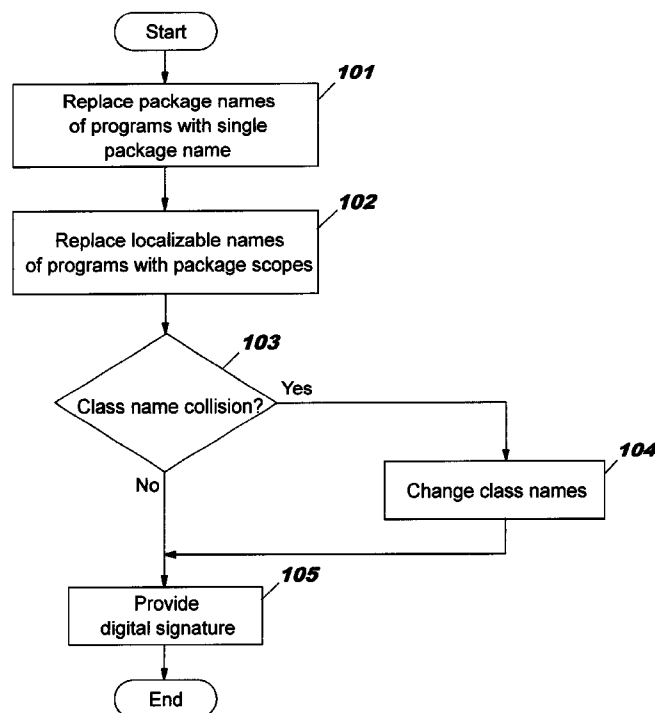 Start
101
Replace package names
of programs with single
package name
102
Replace localizable names
of programs with package scopes
103
Class name collision?
Yes
104
Change class names
No
105
Provide
digital signature
End